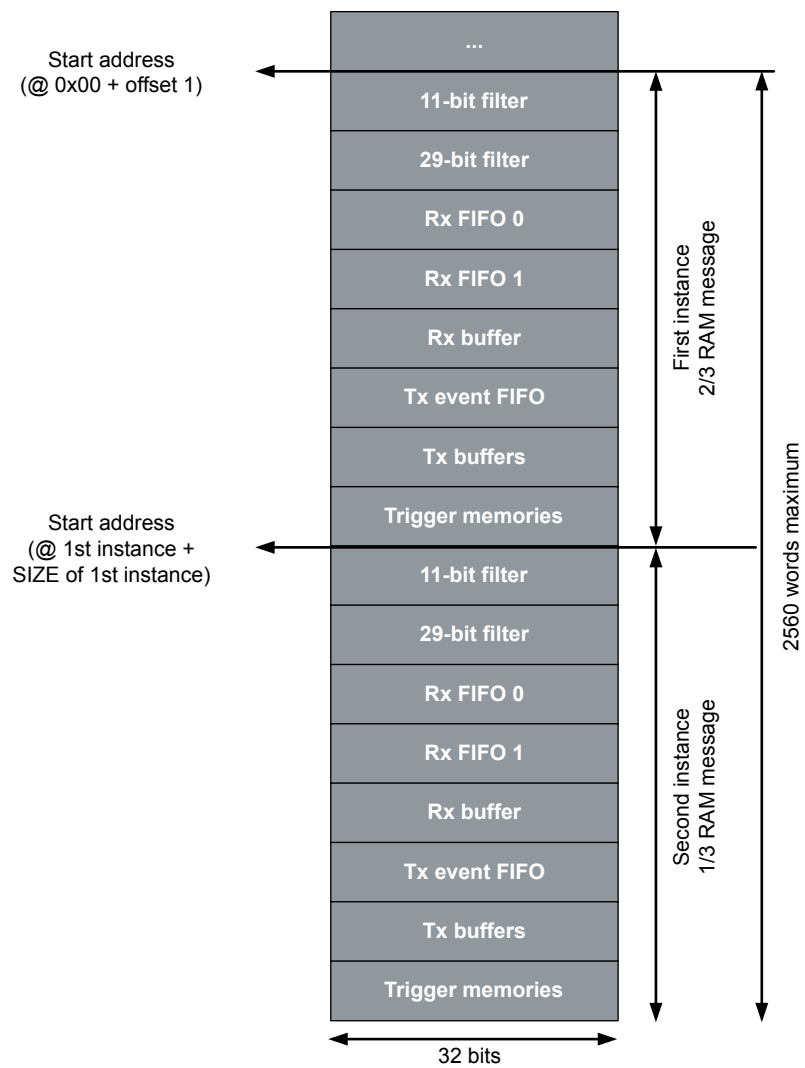 ...
Start address
(@ 0x00 + offset 1)
11-bit filter
29-bit filter
Rx FIFO 0
Rx FIFO 1
Rx buffer
Tx event FIFO
Tx buffers
Trigger memories
First instance
2/3 RAM message
2560 words maximum
Start address
(@ 1st instance +
SIZE of 1st instance)
11-bit filter
29-bit filter
Rx FIFO 0
Rx FIFO 1
Rx buffer
Tx event FIFO
Tx buffers
Trigger memories
Second instance
1/3 RAM message
32 bits